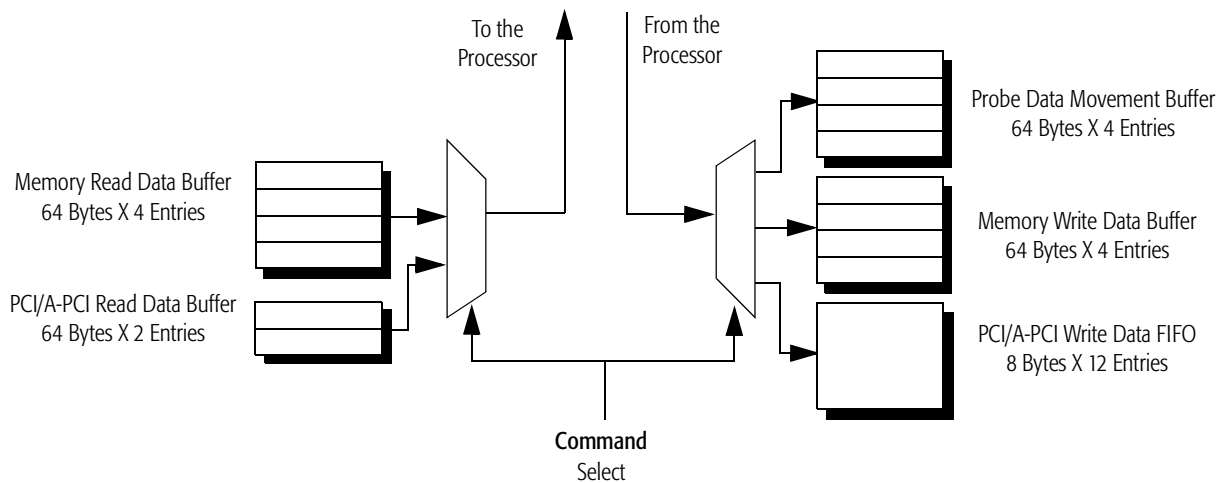 To the
Processor
From the
Processor
Memory Read Data Buffer
64 Bytes X 4 Entries
PCI/A-PCI Read Data Buffer
64 Bytes X 2 Entries
Probe Data Movement Buffer
64 Bytes X 4 Entries
Memory Write Data Buffer
64 Bytes X 4 Entries
PCI/A-PCI Write Data FIFO
8 Bytes X 12 Entries
Command
Select